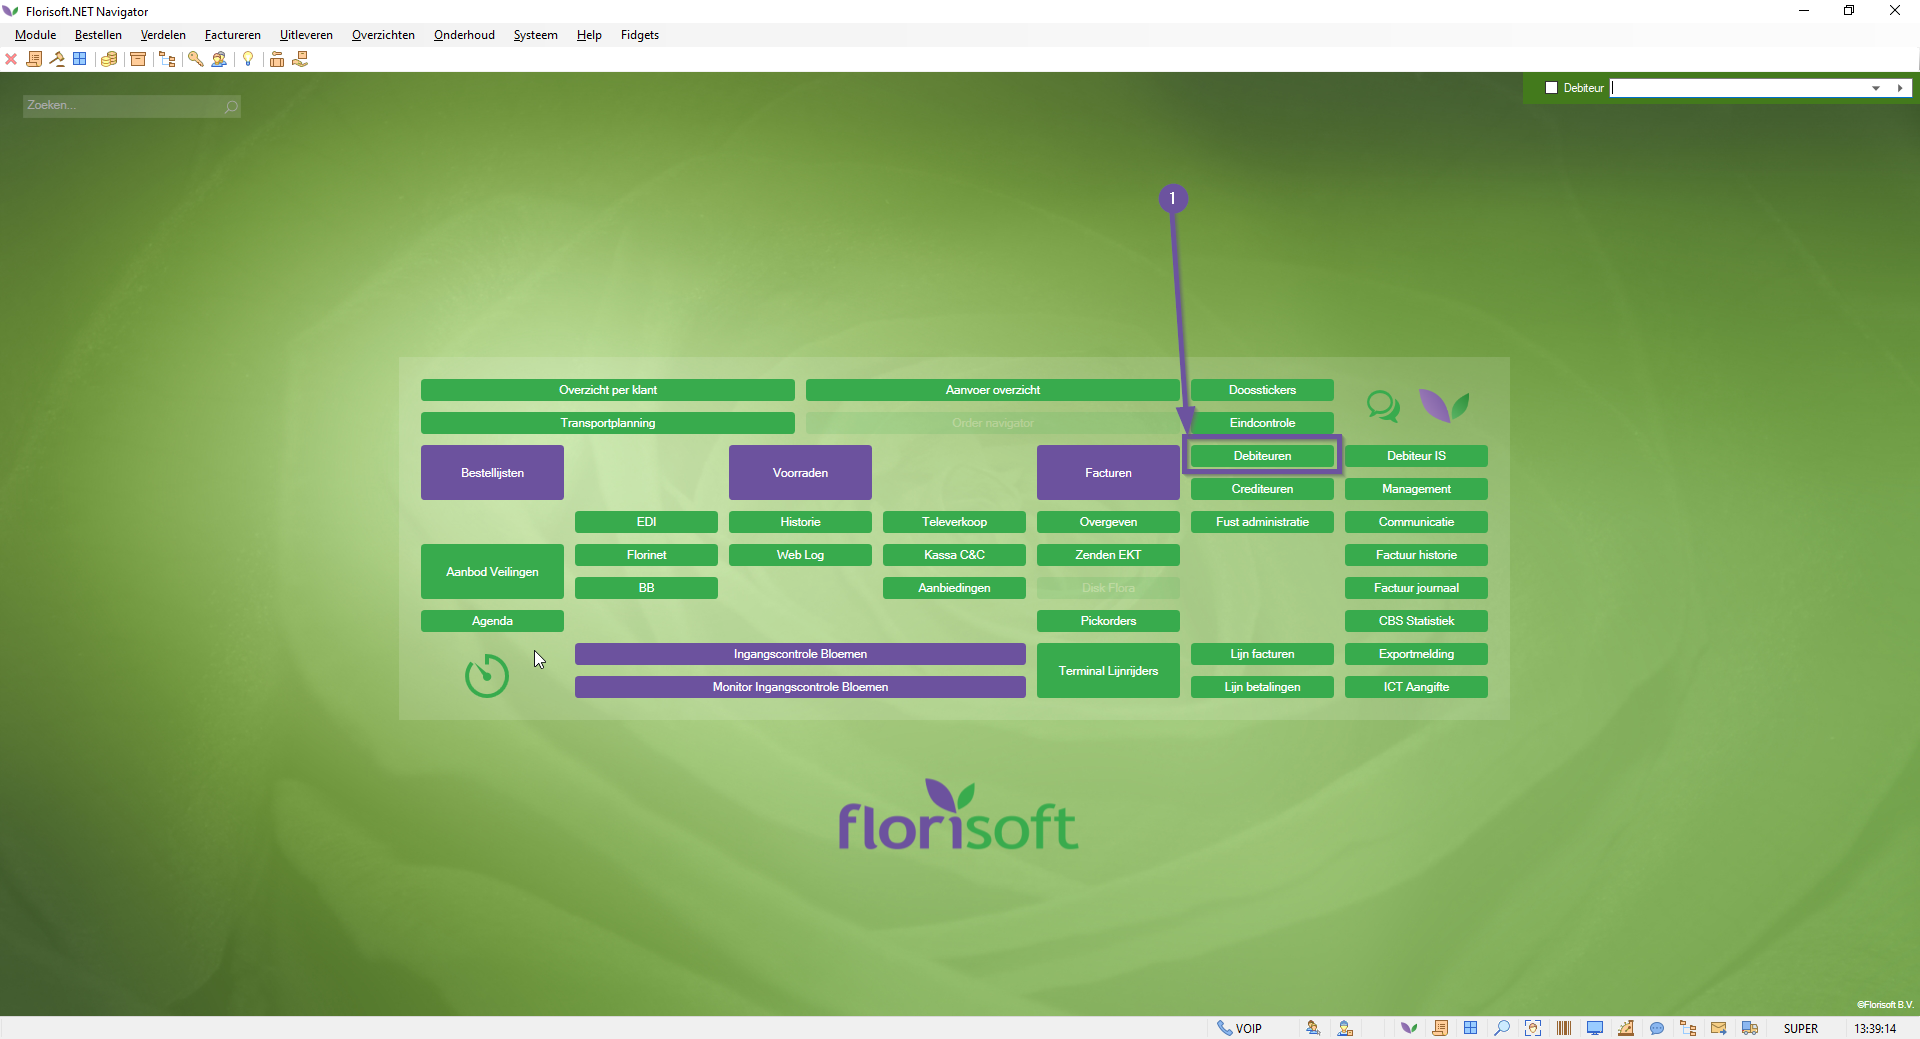 Florisoft.NET Navigator
Module Bestellen Verdelen Factureren Uitleveren Overzichten Onderhoud Systeem Help Fidgets
Zoeken...
Debiteur
1
Overzicht per klant Aanvoer overzicht Doosstickers
Transportplanning Order navigator Eindcontrole
Bestellijsten Voorraden Facturen Debiteuren Debiteur IS
Crediteuren Management
EDI Historie Televerkoop Overgeven Fust administratie Communicatie
Aanbod Veilingen Florinet Web Log Kassa C&C Zenden EKT Factuur historie
BB Aanbiedingen Disk Flora Factuur journaal
Agenda Pickorders CBS Statistiek
Ingangscontrole Bloemen Terminal Lijnrijders Lijn facturen Exportmelding
Monitor Ingangscontrole Bloemen Lijn betalingen ICT Aangifte
florisoft
©Florisoft B.V.
VOIP SUPER 13:39:14